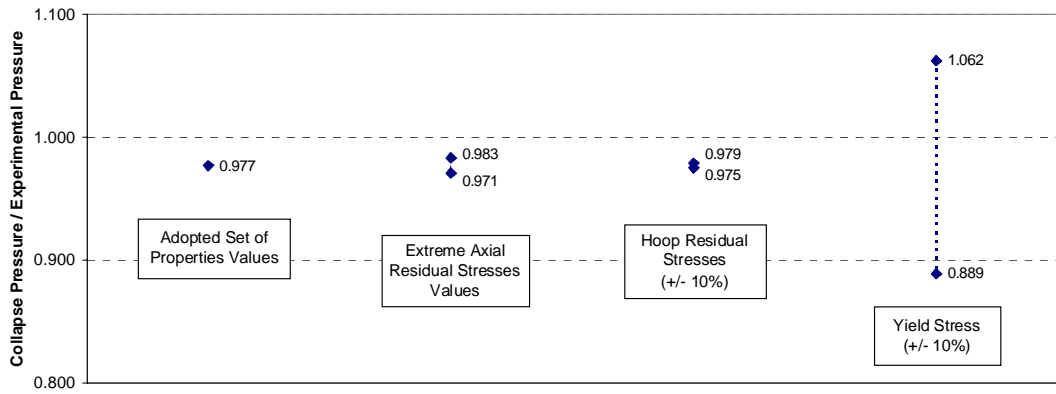 Collapse Pressure / Experimental Pressure
1.100
1.000
0.900
0.800
0.977
0.983
0.971
0.979
0.975
1.062
0.889
Adopted Set of
Properties Values
Extreme Axial
Residual Stresses
Values
Hoop Residual
Stresses
(+/- 10%)
Yield Stress
(+/- 10%)